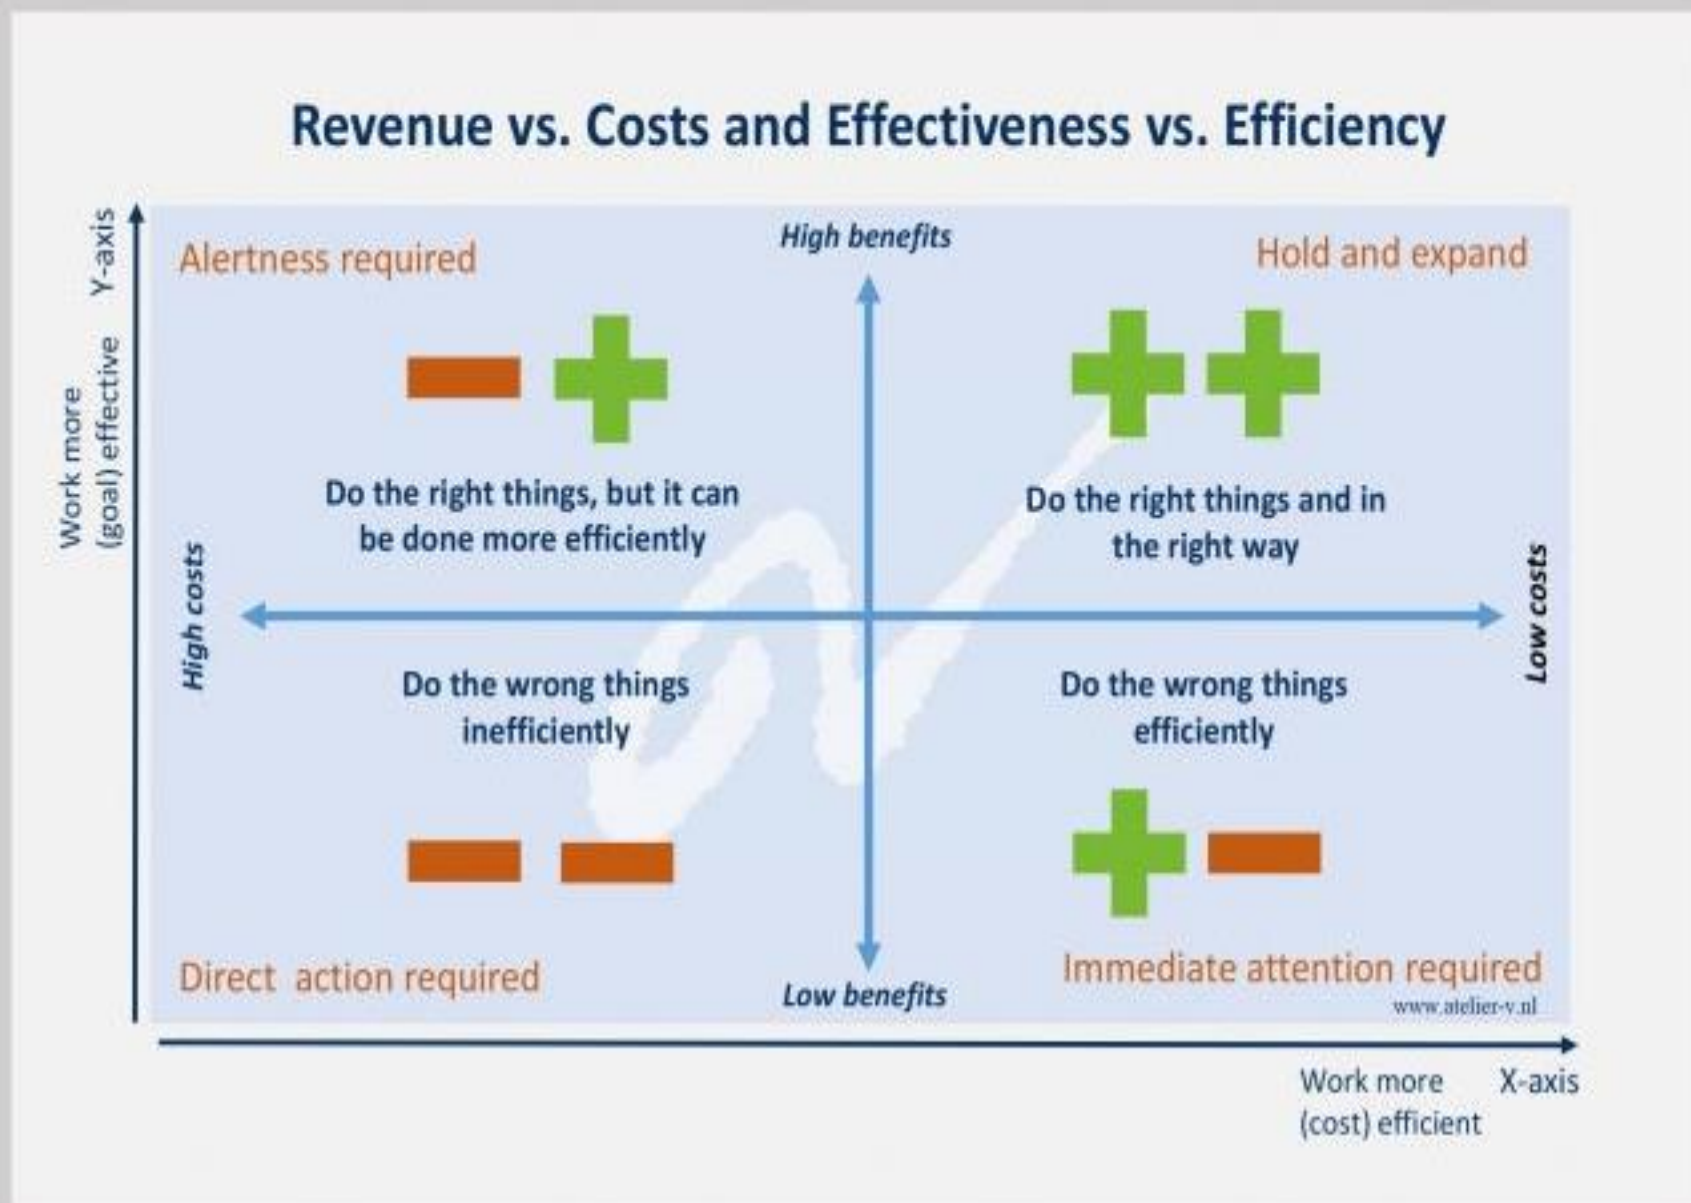 Revenue vs. Costs and Effectiveness vs. Efficiency
Y-axis
Work more
(goal) effective
Alertness required
High benefits
Hold and expand
Do the right things, but it can
be done more efficiently
Do the right things and in
the right way
High costs
Low costs
Do the wrong things
inefficiently
Do the wrong things
efficiently
Direct action required
Low benefits
Immediate attention required
www.atelier-v.nl
Work more
(cost) efficient
X-axis